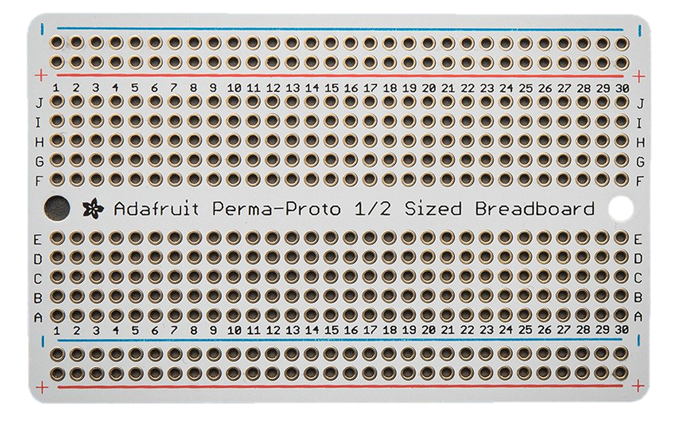 - -
+ +
1 2 3 4 5 6 7 8 9 10 11 12 13 14 15 16 17 18 19 20 21 22 23 24 25 26 27 28 29 30
J J
I I
H H
G G
F F
Adafruit Perma-Proto 1/2 Sized Breadboard
E E
D D
C C
B B
A A
1 2 3 4 5 6 7 8 9 10 11 12 13 14 15 16 17 18 19 20 21 22 23 24 25 26 27 28 29 30
- -
+ +